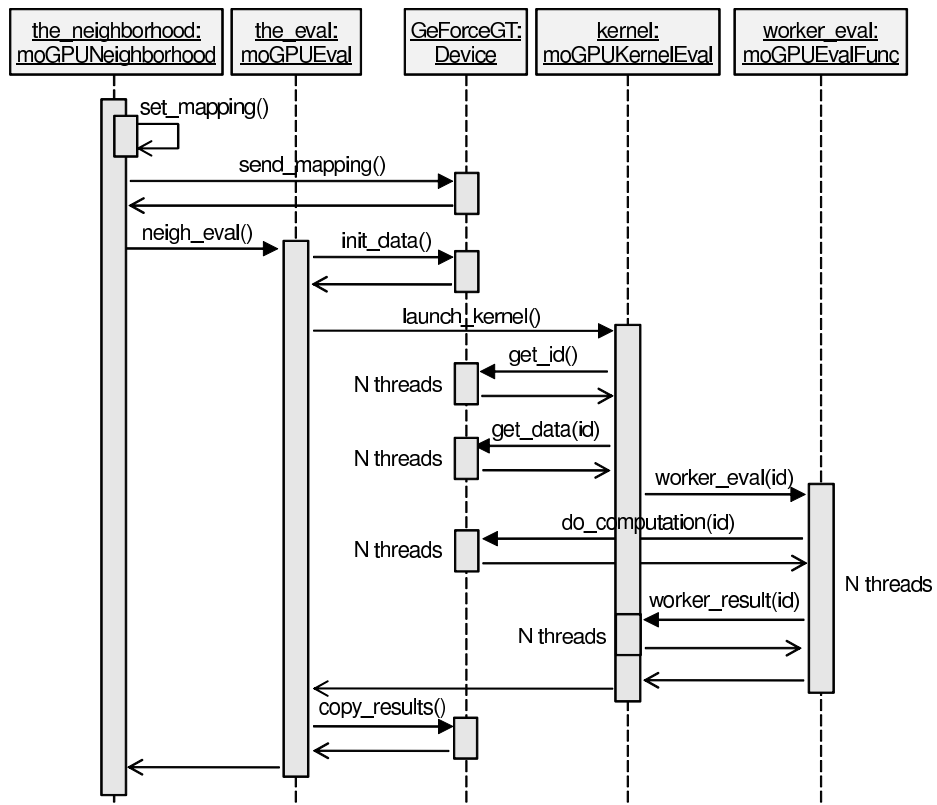 the_neighborhood:
moGPUNeighborhood
the_eval:
moGPUEval
GeForceGT:
Device
kernel:
moGPUKernelEval
worker_eval:
moGPUEvalFunc
set_mapping()
send_mapping()
neigh_eval()
init_data()
launch_kernel()
get_id()
N threads
get_data(id)
N threads
worker_eval(id)
do_computation(id)
N threads
N threads
worker_result(id)
N threads
copy_results()